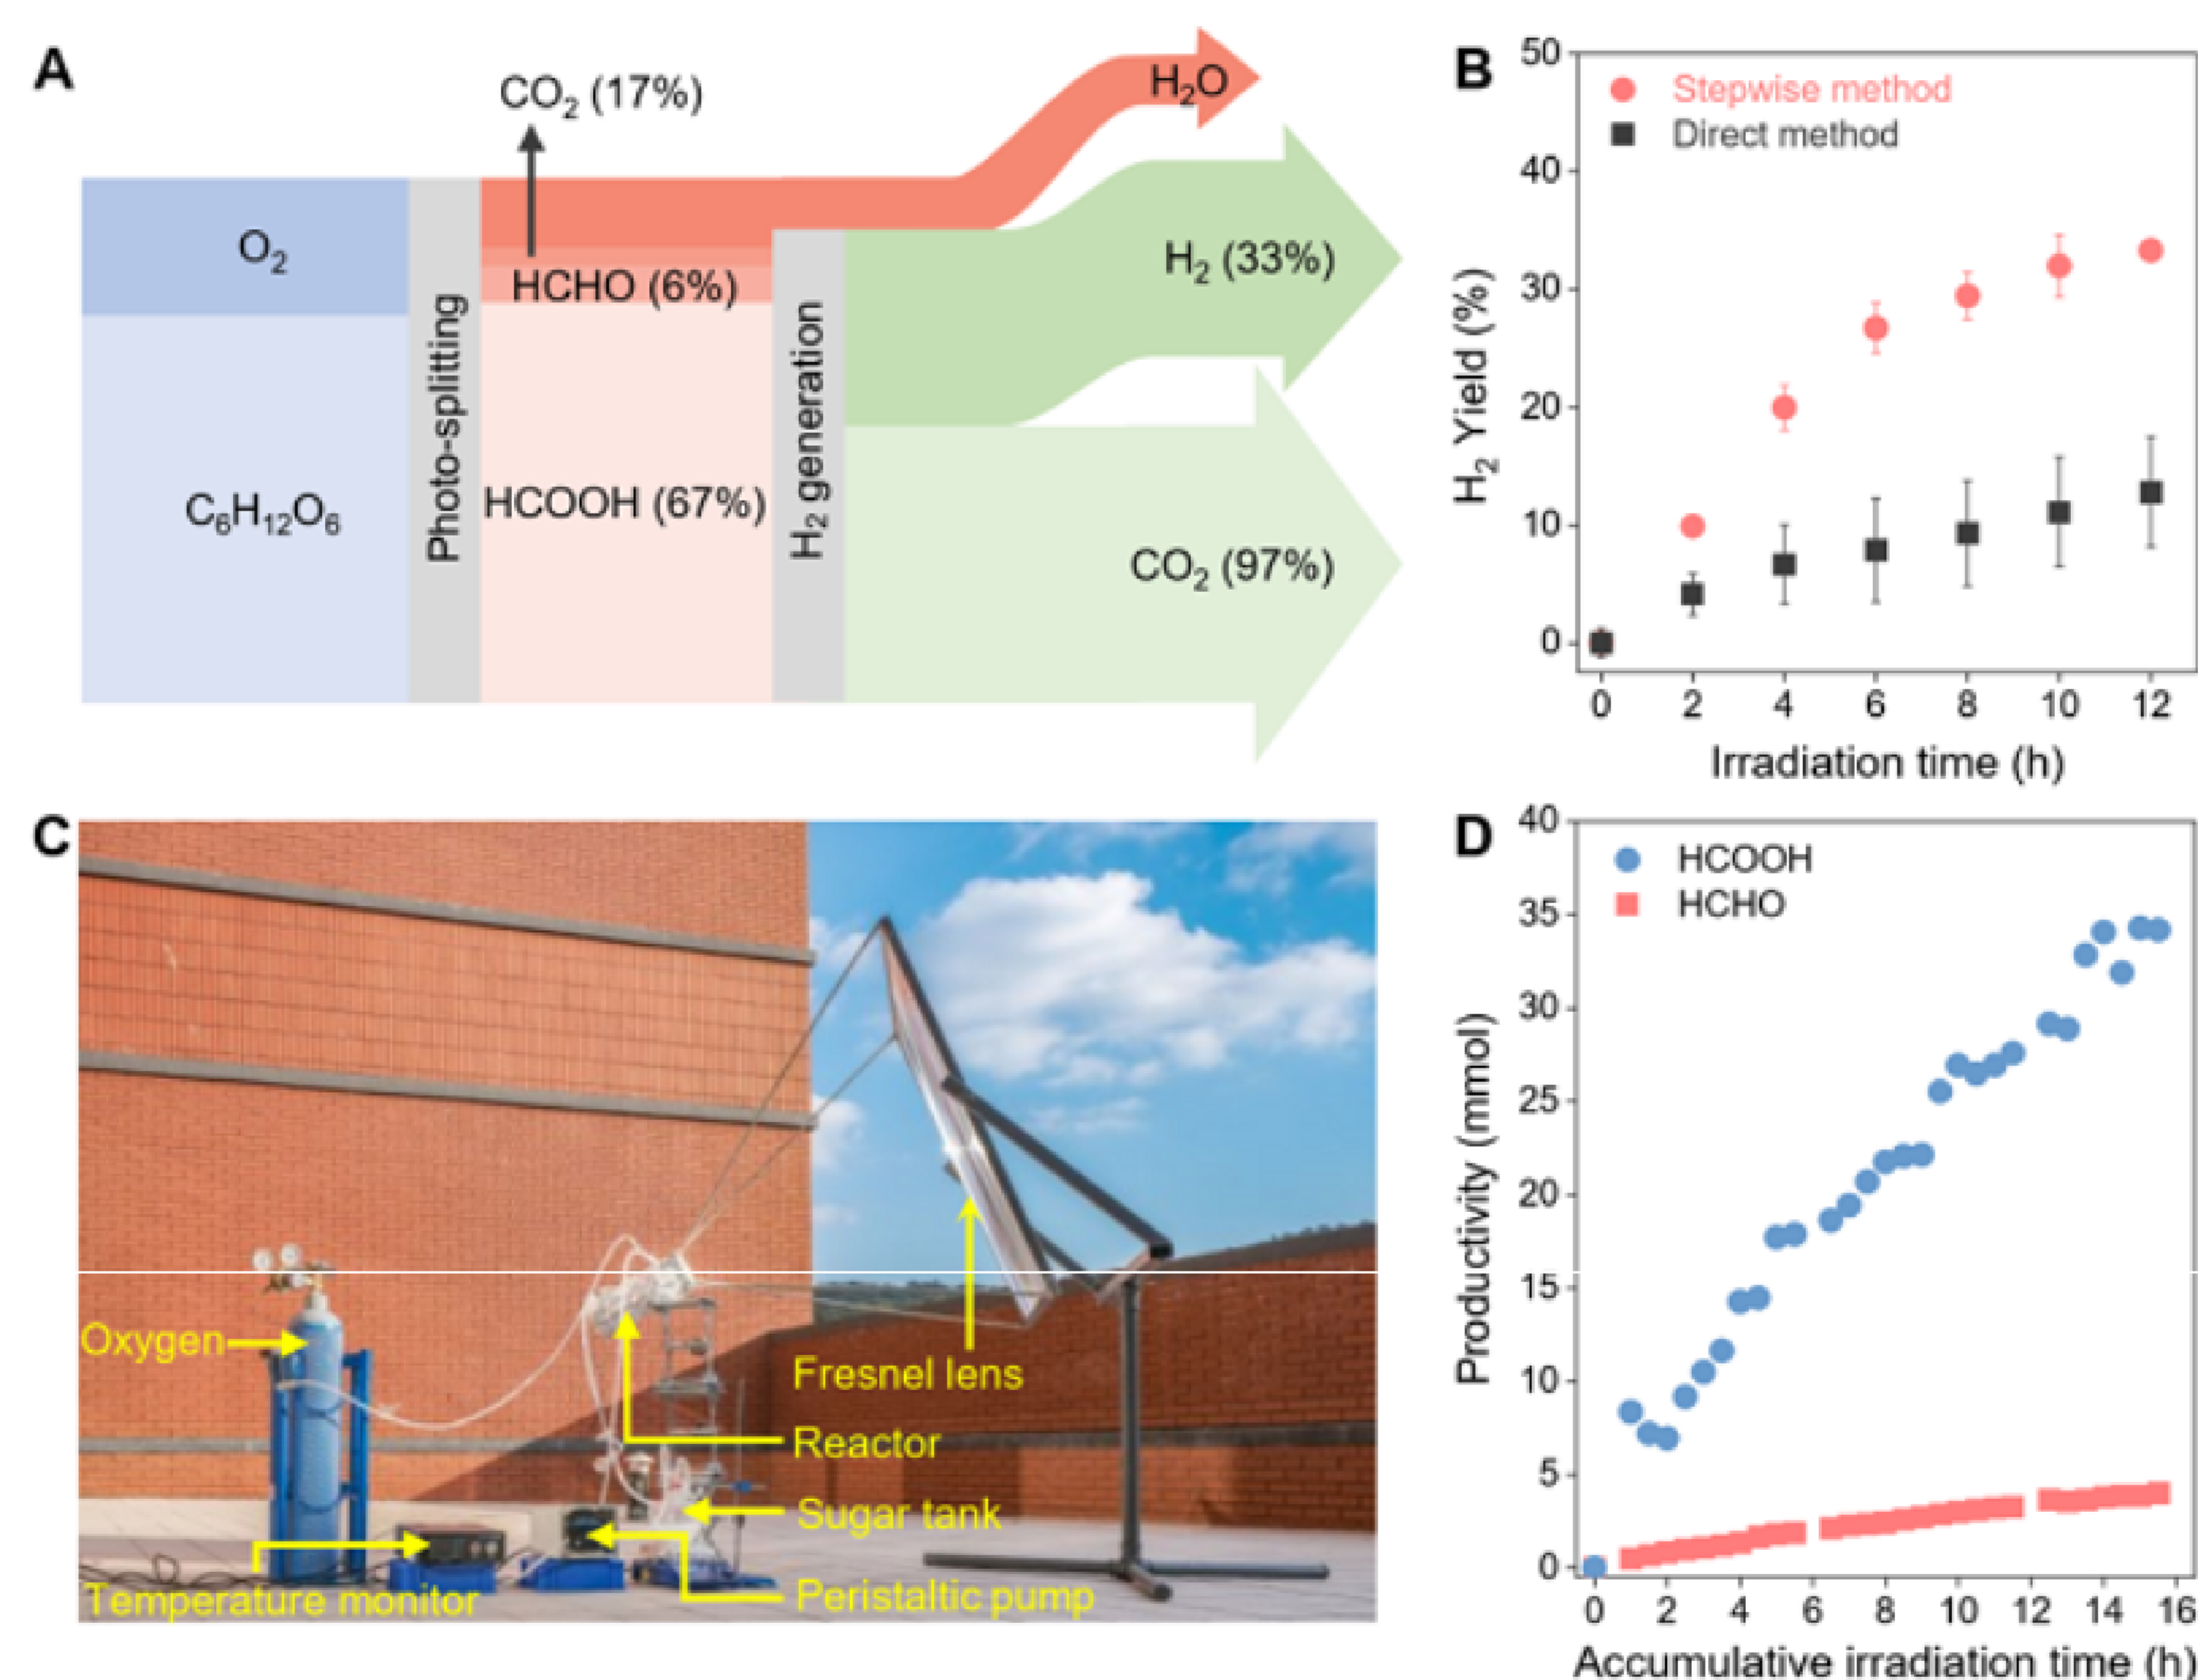 A
CO₂ (17%)
H₂O
O₂
HCHO (6%)
H₂ (33%)
Photo-splitting
H₂ generation
C₆H₁₂O₆
HCOOH (67%)
CO₂ (97%)
B
Stepwise method
Direct method
H₂ Yield (%)
50
40
30
20
10
0
0 2 4 6 8 10 12
Irradiation time (h)
C
Oxygen
Fresnel lens
Reactor
Sugar tank
Temperature monitor
Peristaltic pump
D
HCOOH
HCHO
Productivity (mmol)
40
35
30
25
20
15
10
5
0
0 2 4 6 8 10 12 14 16
Accumulative irradiation time (h)